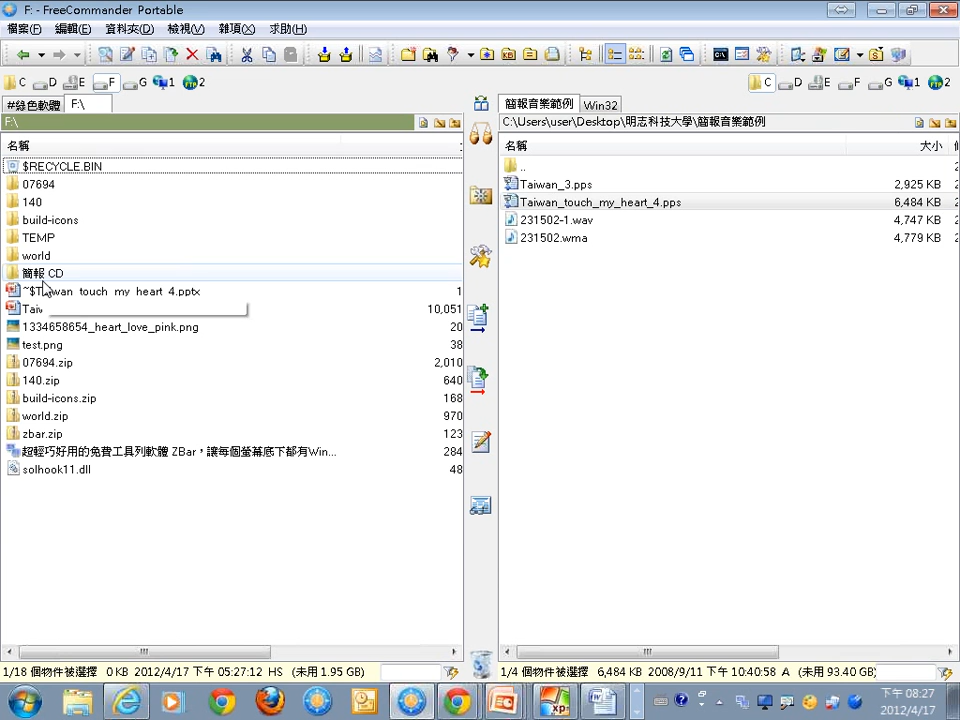 F: - FreeCommander Portable
檔案(F) 編輯(E) 資料夾(D) 檢視(V) 雜項(X) 求助(H)
C D E F G 1 2
C D E F G 1 2
#綠色軟體 F:\
簡報音業範例 Win32
F:\
C:\Users\user\Desktop\明志科技大學\簡報音業範例
名稱
名稱 大小
$RECYCLE.BIN
07694
140
build-icons
TEMP
world
簡報 CD
~$Taiwan_touch_my_heart_4.pptx 1
Taiw 10,051
1334658654_heart_love_pink.png 20
test.png 38
07694.zip 2,010
140.zip 640
build-icons.zip 168
world.zip 970
zbar.zip 123
超輕巧好用的免費工具列軟體 ZBar，讓每個螢幕底下都有Win... 284
solhook11.dll 48
..
Taiwan_3.pps 2,925 KB
Taiwan_touch_my_heart_4.pps 6,484 KB
231502-1.wav 4,747 KB
231502.wma 4,779 KB
1/18 個物件被選擇 0 KB 2012/4/17 下午 05:27:12 HS (未用 1.95 GB)
1/4 個物件被選擇 6,484 KB 2008/9/11 下午 10:40:58 A (未用 93.40 GB)
xp
下午 08:27
2012/4/17